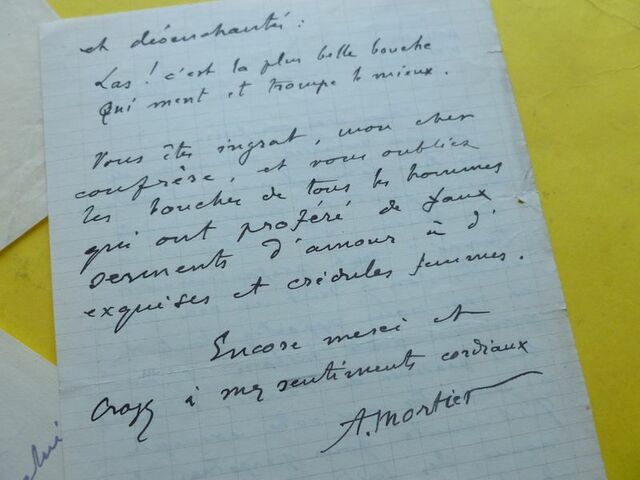 et désenchanté :
Las ! c'est la plus belle bouche
Qui ment et trompe le mieux.
Vous êtes ingrat, mon cher
confrère, et vous oubliez
les bouches de tous les hommes
qui ont proféré de faux
serments d'amour à d'
exquises et crédules femmes.
Encore merci et
croyez à mes sentiments cordiaux
A. Mortier